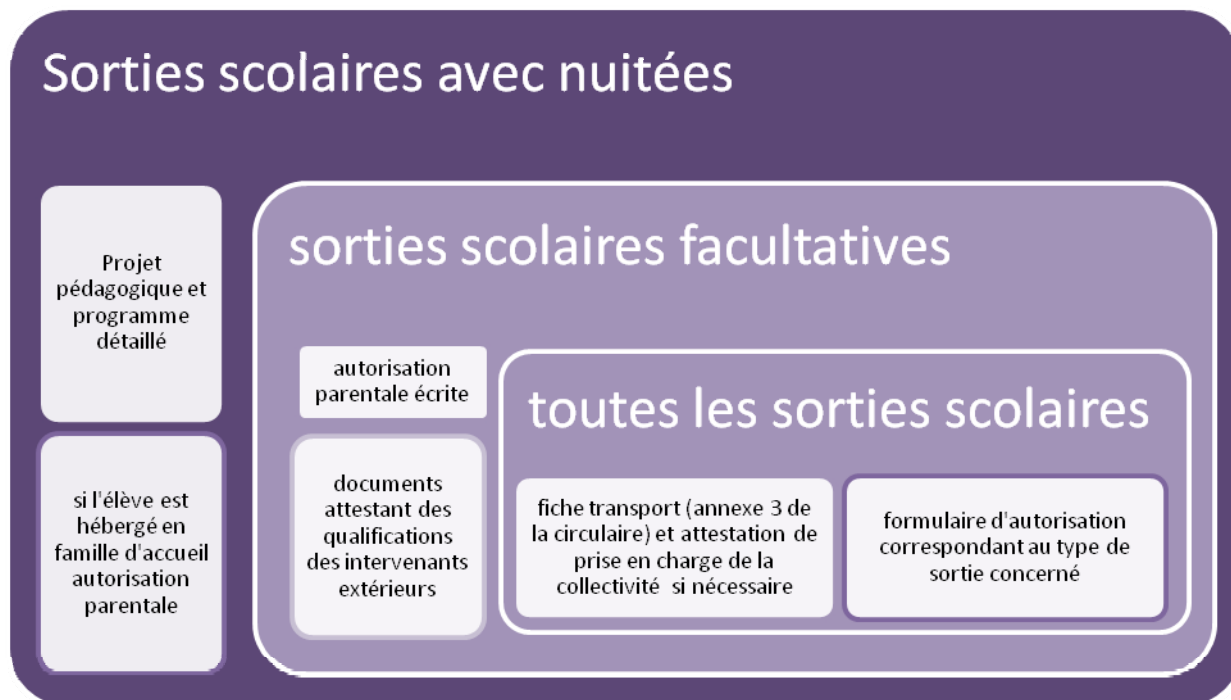 Sorties scolaires avec nuitées
Projet
pédagogique et
programme
détaillé
si l'élève est
hébergé en
famille d'accueil
autorisation
parentale
sorties scolaires facultatives
autorisation
parentale écrite
documents
attestant des
qualifications
des intervenants
extérieurs
toutes les sorties scolaires
fiche transport (annexe 3 de
la circulaire) et attestation de
prise en charge de la
collectivité si nécessaire
formulaire d'autorisation
correspondant au type de
sortie concerné